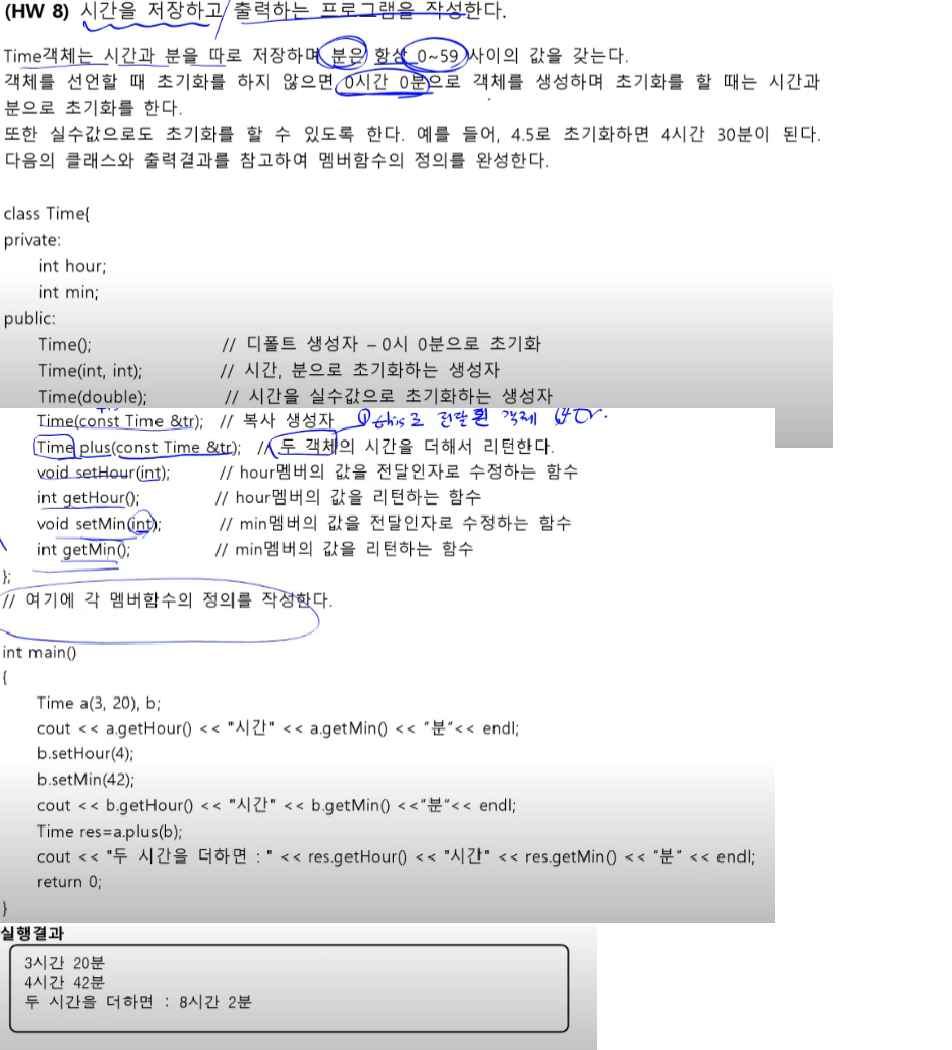 (HW 8) 시간을 저장하고 출력하는 프로그램을 작성한다.
Time객체는 시간과 분을 따로 저장하며 분은 항상 0~59 사이의 값을 갖는다.
객체를 선언할 때 초기화를 하지 않으면 0시간 0분으로 객체를 생성하며 초기화를 할 때는 시간과
분으로 초기화를 한다.
또한 실수값으로도 초기화를 할 수 있도록 한다. 예를 들어, 4.5로 초기화하면 4시간 30분이 된다.
다음의 클래스와 출력결과를 참고하여 멤버함수의 정의를 완성한다.
class Time{
private:
int hour;
int min;
public:
Time(); // 디폴트 생성자 – 0시 0분으로 초기화
Time(int, int); // 시간, 분으로 초기화하는 생성자
Time(double); // 시간을 실수값으로 초기화하는 생성자
Time(const Time &tr); // 복사 생성자 ① this로 전달된 객체
Time plus(const Time &tr); // 두 객체의 시간을 더해서 리턴한다.
void setHour(int); // hour멤버의 값을 전달인자로 수정하는 함수
int getHour(); // hour멤버의 값을 리턴하는 함수
void setMin(int); // min멤버의 값을 전달인자로 수정하는 함수
int getMin(); // min멤버의 값을 리턴하는 함수
};
// 여기에 각 멤버함수의 정의를 작성한다.
int main()
{
Time a(3, 20), b;
cout << a.getHour() << "시간" << a.getMin() << "분"<< endl;
b.setHour(4);
b.setMin(42);
cout << b.getHour() << "시간" << b.getMin() <<"분"<< endl;
Time res=a.plus(b);
cout << "두 시간을 더하면 : " << res.getHour() << "시간" << res.getMin() << "분" << endl;
return 0;
}
실행결과
3시간 20분
4시간 42분
두 시간을 더하면 : 8시간 2분